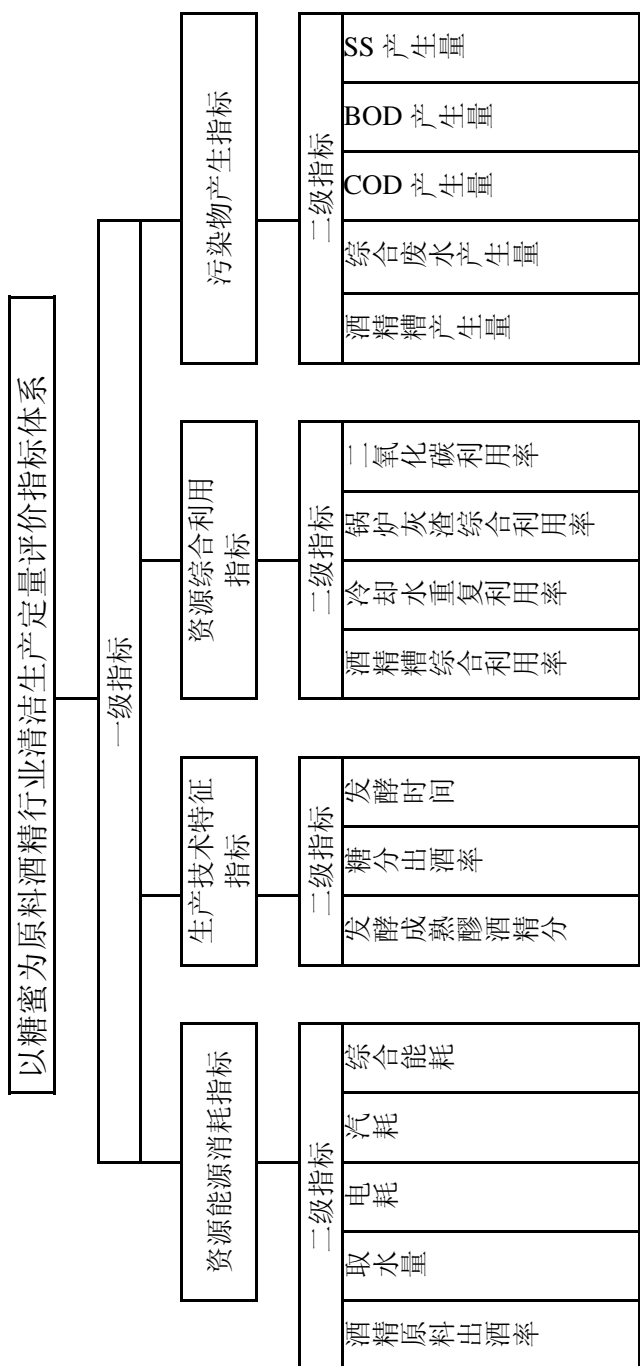 以糖蜜为原料酒精行业清洁生产定量评价指标体系
一级指标
资源能源消耗指标
二级指标
酒精原料出酒率
取水量
电耗
汽耗
综合能耗
生产技术特征
指标
二级指标
发酵成熟醪酒精分
糖分出酒率
发酵时间
资源综合利用
指标
二级指标
酒精糟综合利用率
冷却水重复利用率
锅炉灰渣综合利用率
二氧化碳利用率
污染物产生指标
二级指标
酒精糟产生量
综合废水产生量
COD 产生量
BOD 产生量
SS 产生量